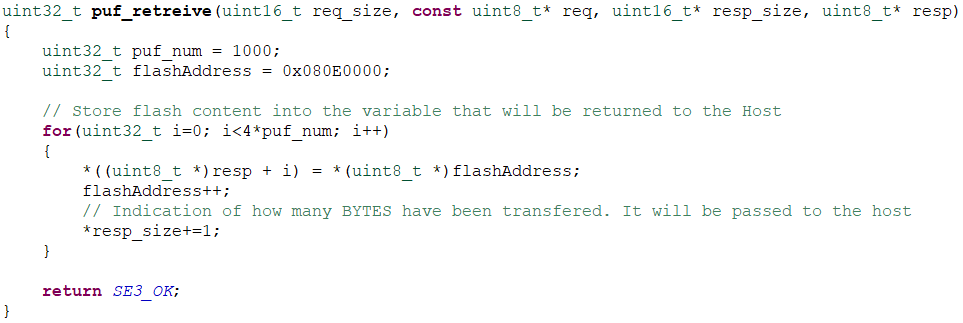 uint32_t puf_retreive(uint16_t req_size, const uint8_t* req, uint16_t* resp_size, uint8_t* resp)
{
    uint32_t puf_num = 1000;
    uint32_t flashAddress = 0x080E0000;

    // Store flash content into the variable that will be returned to the Host
    for(uint32_t i=0; i<4*puf_num; i++)
    {
        *((uint8_t *)resp + i) = *(uint8_t *)flashAddress;
        flashAddress++;
        // Indication of how many BYTES have been transfered. It will be passed to the host
        *resp_size+=1;
    }

    return SE3_OK;
}